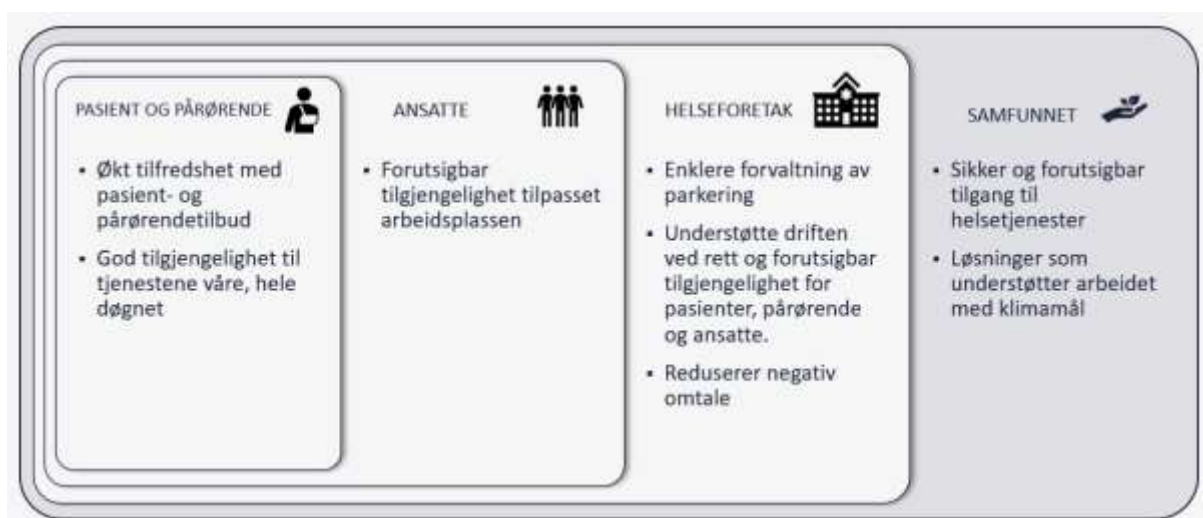 PASIENT OG PÅRØRENDE
▪ Økt tilfredshet med
pasient- og
pårørendetilbud
▪ God tilgjengelighet til
tjenestene våre, hele
døgnet
ANSATTE
▪ Forutsigbar
tilgjengelighet tilpasset
arbeidsplassen
HELSEFORETAK
▪ Enklere forvaltning av
parkering
▪ Understøtte driften
ved rett og forutsigbar
tilgjengelighet for
pasienter, pårørende
og ansatte.
▪ Reduserer negativ
omtale
SAMFUNNET
▪ Sikker og forutsigbar
tilgang til
helsetjenester
▪ Løsninger som
understøtter arbeidet
med klimamål